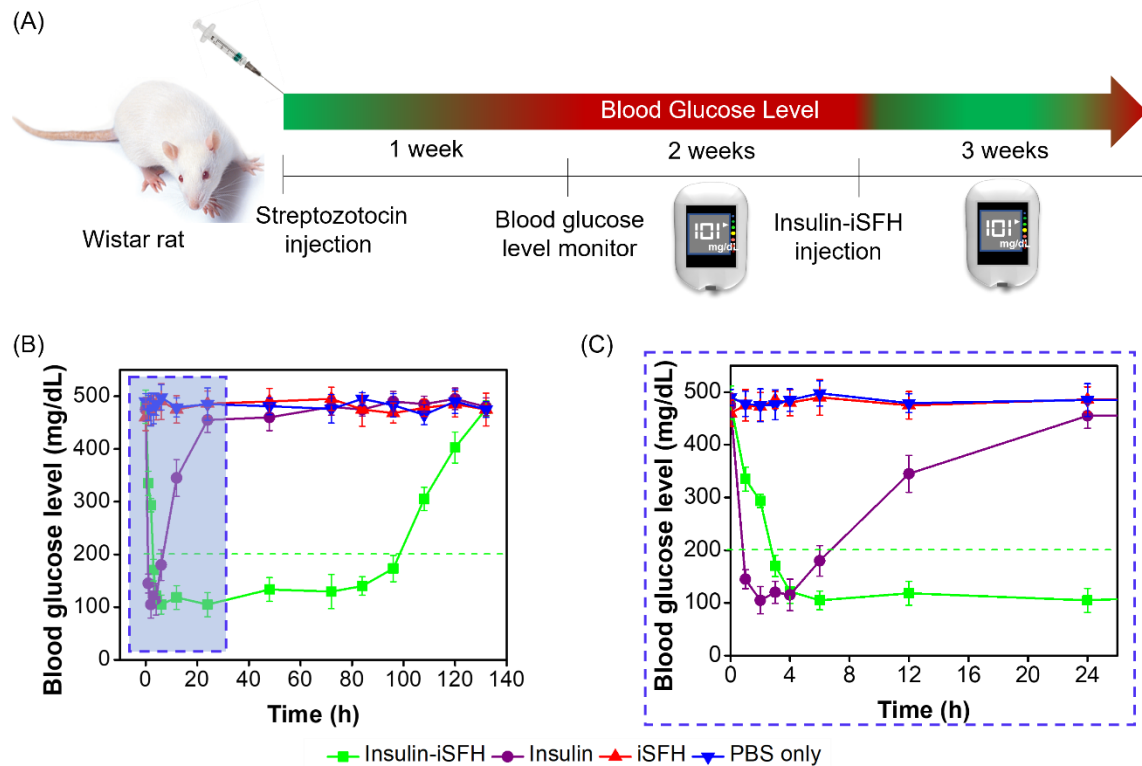 (A)
Blood Glucose Level
1 week
2 weeks
3 weeks
Wistar rat
Streptozotocin
injection
Blood glucose
level monitor
101
mg/dL
Insulin-iSFH
injection
101
mg/dL
(B)
Blood glucose level (mg/dL)
500
400
300
200
100
0
0 20 40 60 80 100 120 140
Time (h)
(C)
Blood glucose level (mg/dL)
500
400
300
200
100
0
0 4 8 12 16 20 24
Time (h)
Insulin-iSFH Insulin iSFH PBS only